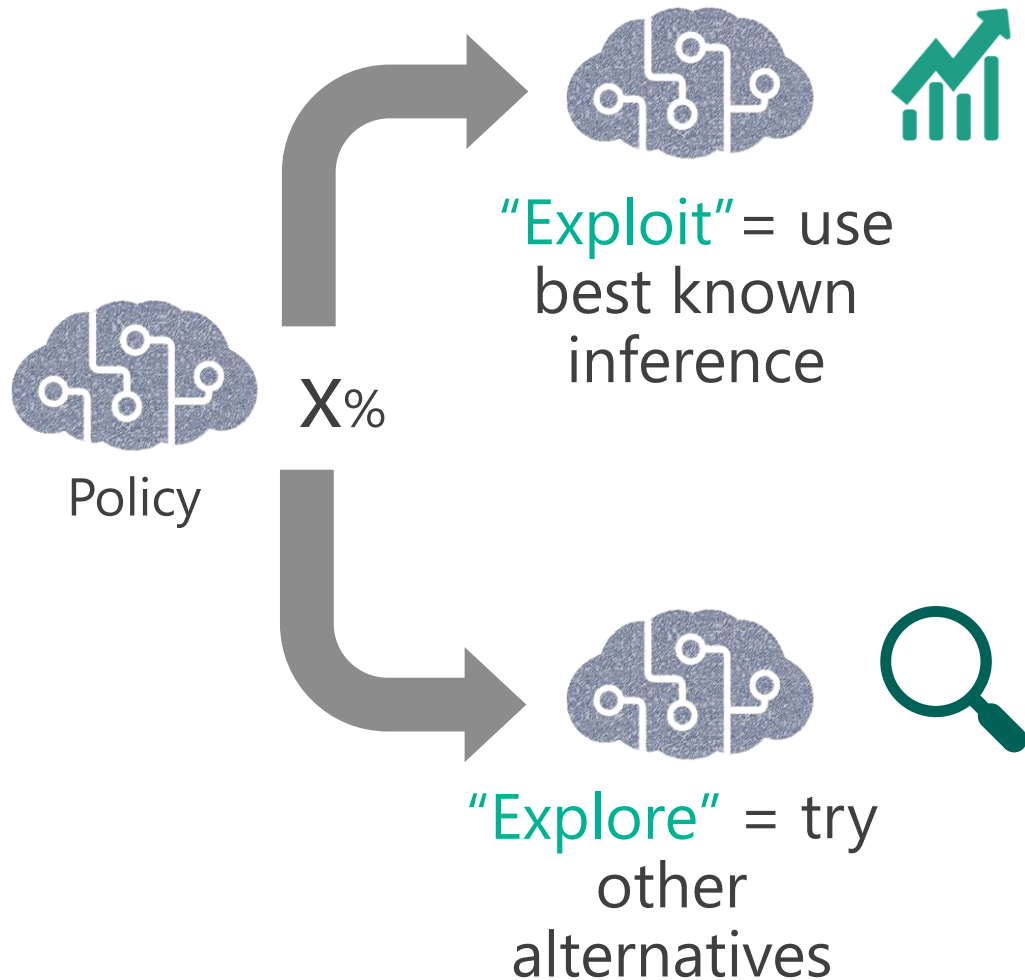 “Exploit” = use
best known
inference
X%
Policy
“Explore” = try
other
alternatives